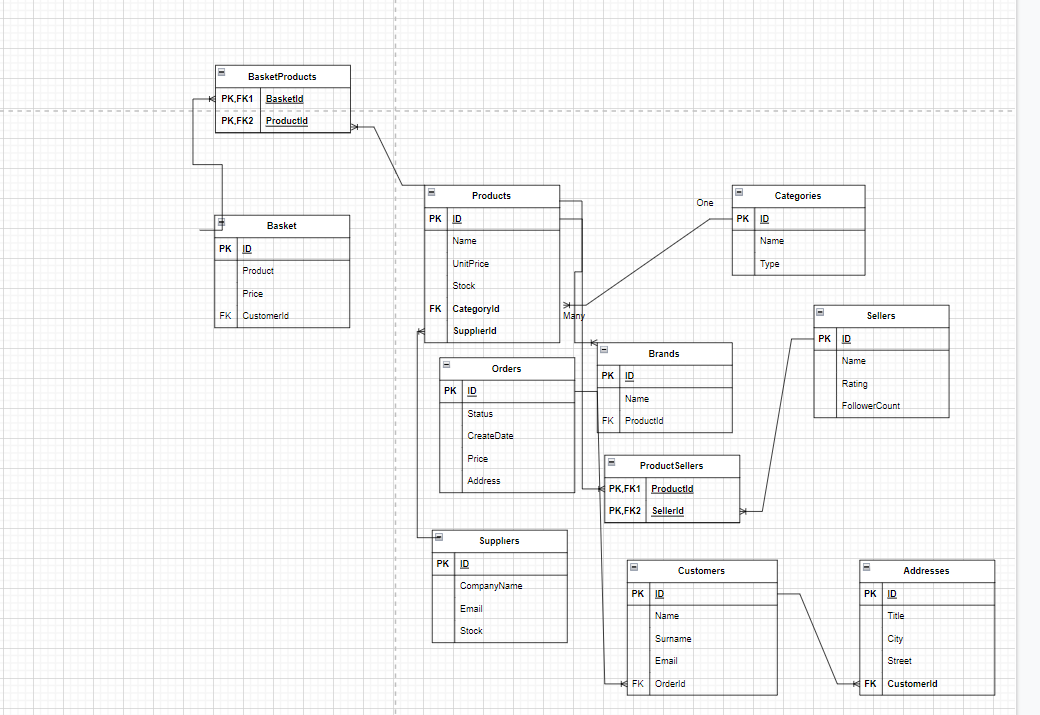 BasketProducts
PK,FK1 BasketId
PK,FK2 ProductId
Basket
PK ID
Product
Price
FK CustomerId
Products
PK ID
Name
UnitPrice
Stock
FK CategoryId
SupplierId
One
Many
Categories
PK ID
Name
Type
Sellers
PK ID
Name
Rating
FollowerCount
Brands
PK ID
Name
FK ProductId
Orders
PK ID
Status
CreateDate
Price
Address
ProductSellers
PK,FK1 ProductId
PK,FK2 SellerId
Suppliers
PK ID
CompanyName
Email
Stock
Customers
PK ID
Name
Surname
Email
FK OrderId
Addresses
PK ID
Title
City
Street
FK CustomerId